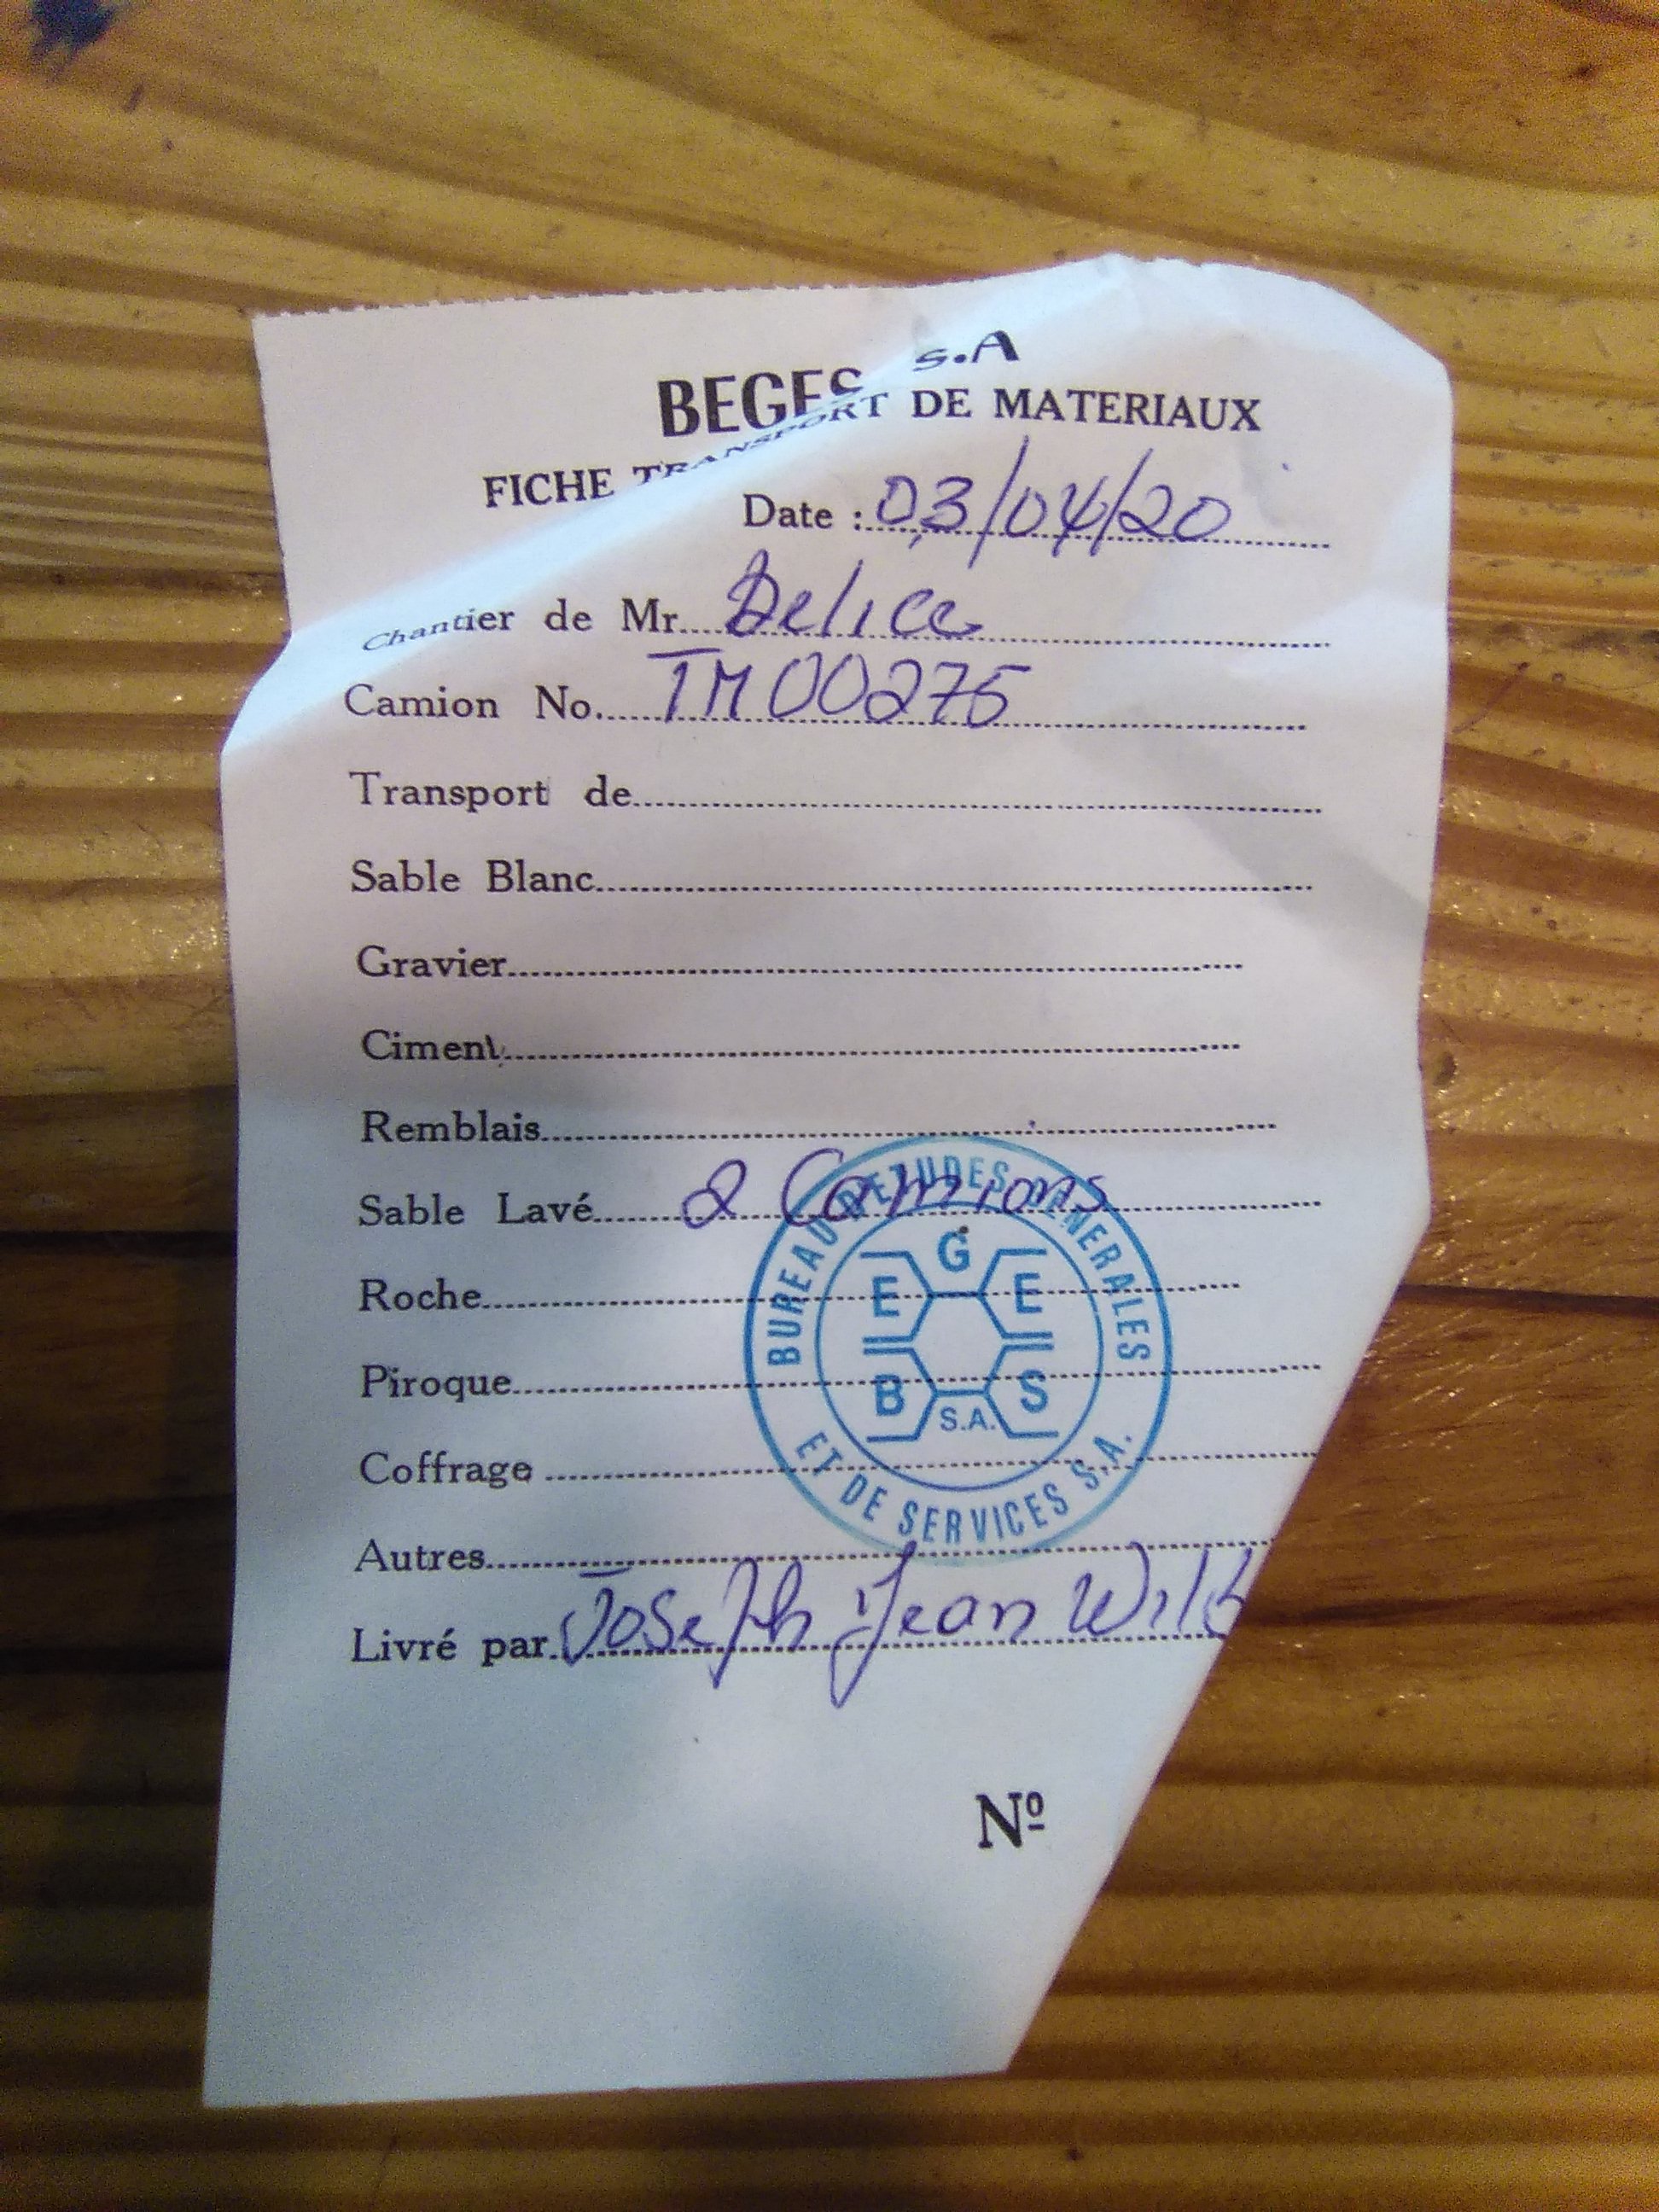 BEGES S.A
FICHE TRANSPORT DE MATERIAUX
Date : 03/04/20
Chantier de Mr. Delice
Camion No. TM00275
Transport de
Sable Blanc
Gravier
Ciment
Remblais
Sable Lavé 2 Camions
Roche
Piroque
Coffrage
Autres
Livré par Joseph Jean
Nº
BUREAU D'ETUDES GENERALES
ET DE SERVICES S.A.
B E G E S
S.A.